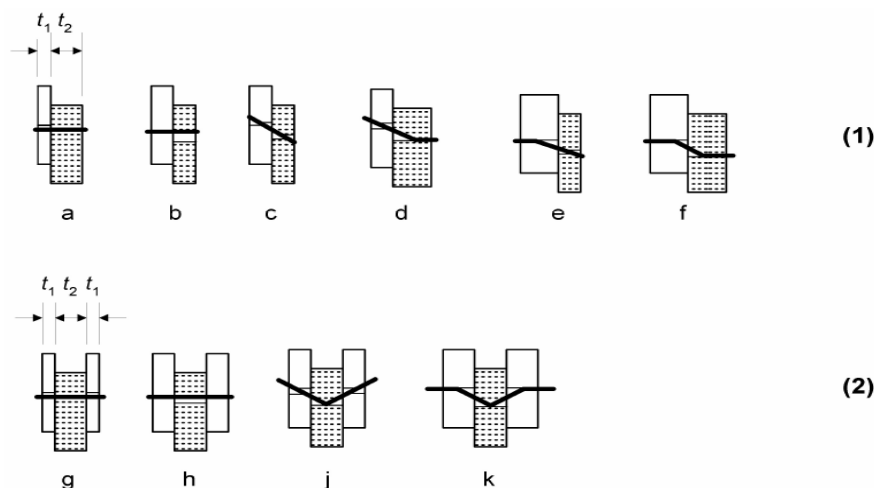 t₁ t₂
(1)
a b c d e f
t₁ t₂ t₁
(2)
g h j k